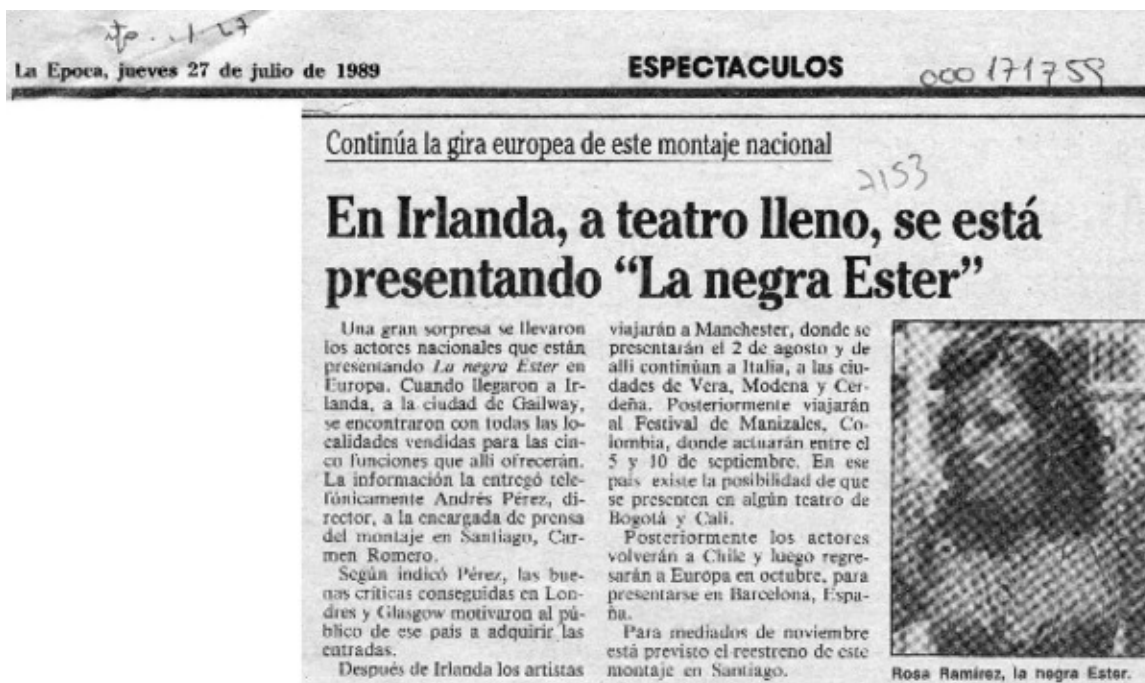 La Epoca, jueves 27 de julio de 1989
ESPECTACULOS
000171759
Continúa la gira europea de este montaje nacional
2153
En Irlanda, a teatro lleno, se está
presentando “La negra Ester”
Una gran sorpresa se llevaron
los actores nacionales que están
presentando La negra Ester en
Europa. Cuando llegaron a Ir-
landa, a la ciudad de Gailway,
se encontraron con todas las lo-
calidades vendidas para las cin-
co funciones que allí ofrecerán.
La información la entregó tele-
fónicamente Andrés Pérez, di-
rector, a la encargada de prensa
del montaje en Santiago, Car-
men Romero.
Según indicó Pérez, las bue-
nas críticas conseguidas en Lon-
dres y Glasgow motivaron al pú-
blico de ese país a adquirir las
entradas.
Después de Irlanda los artistas
viajarán a Manchester, donde se
presentarán el 2 de agosto y de
allí continúan a Italia, a las ciu-
dades de Vera, Modena y Cer-
deña. Posteriormente viajarán
al Festival de Manizales, Co-
lombia, donde actuarán entre el
5 y 10 de septiembre. En ese
país existe la posibilidad de que
se presenten en algún teatro de
Bogotá y Cali.
Posteriormente los actores
volverán a Chile y luego regre-
sarán a Europa en octubre, para
presentarse en Barcelona, Espa-
ña.
Para mediados de noviembre
está previsto el reestreno de este
montaje en Santiago.
Rosa Ramírez, la negra Ester.